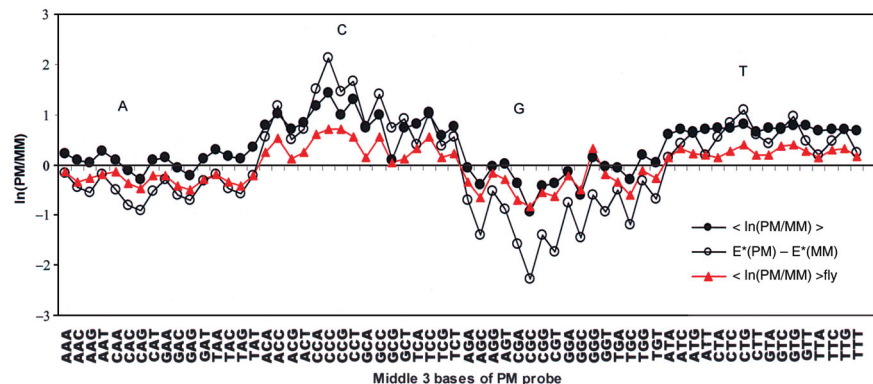 3
2
1
0
−1
−2
−3
ln(PM/MM)
A
C
G
T
< ln(PM/MM) >
E*(PM) − E*(MM)
< ln(PM/MM) >fly
AAA
AAC
AAG
AAT
CAA
CAC
CAG
CAT
GAA
GAC
GAG
GAT
TAA
TAC
TAG
TAT
ACA
ACC
ACG
ACT
CCA
CCC
CCG
CCT
GCA
GCC
GCG
GCT
TCA
TCC
TCG
TCT
AGA
AGC
AGG
AGT
CGA
CGC
CGG
CGT
GGA
GGC
GGG
GGT
TGA
TGC
TGG
TGT
ATA
ATC
ATG
ATT
CTA
CTC
CTG
CTT
GTA
GTC
GTG
GTT
TTA
TTC
TTG
TTT
Middle 3 bases of PM probe